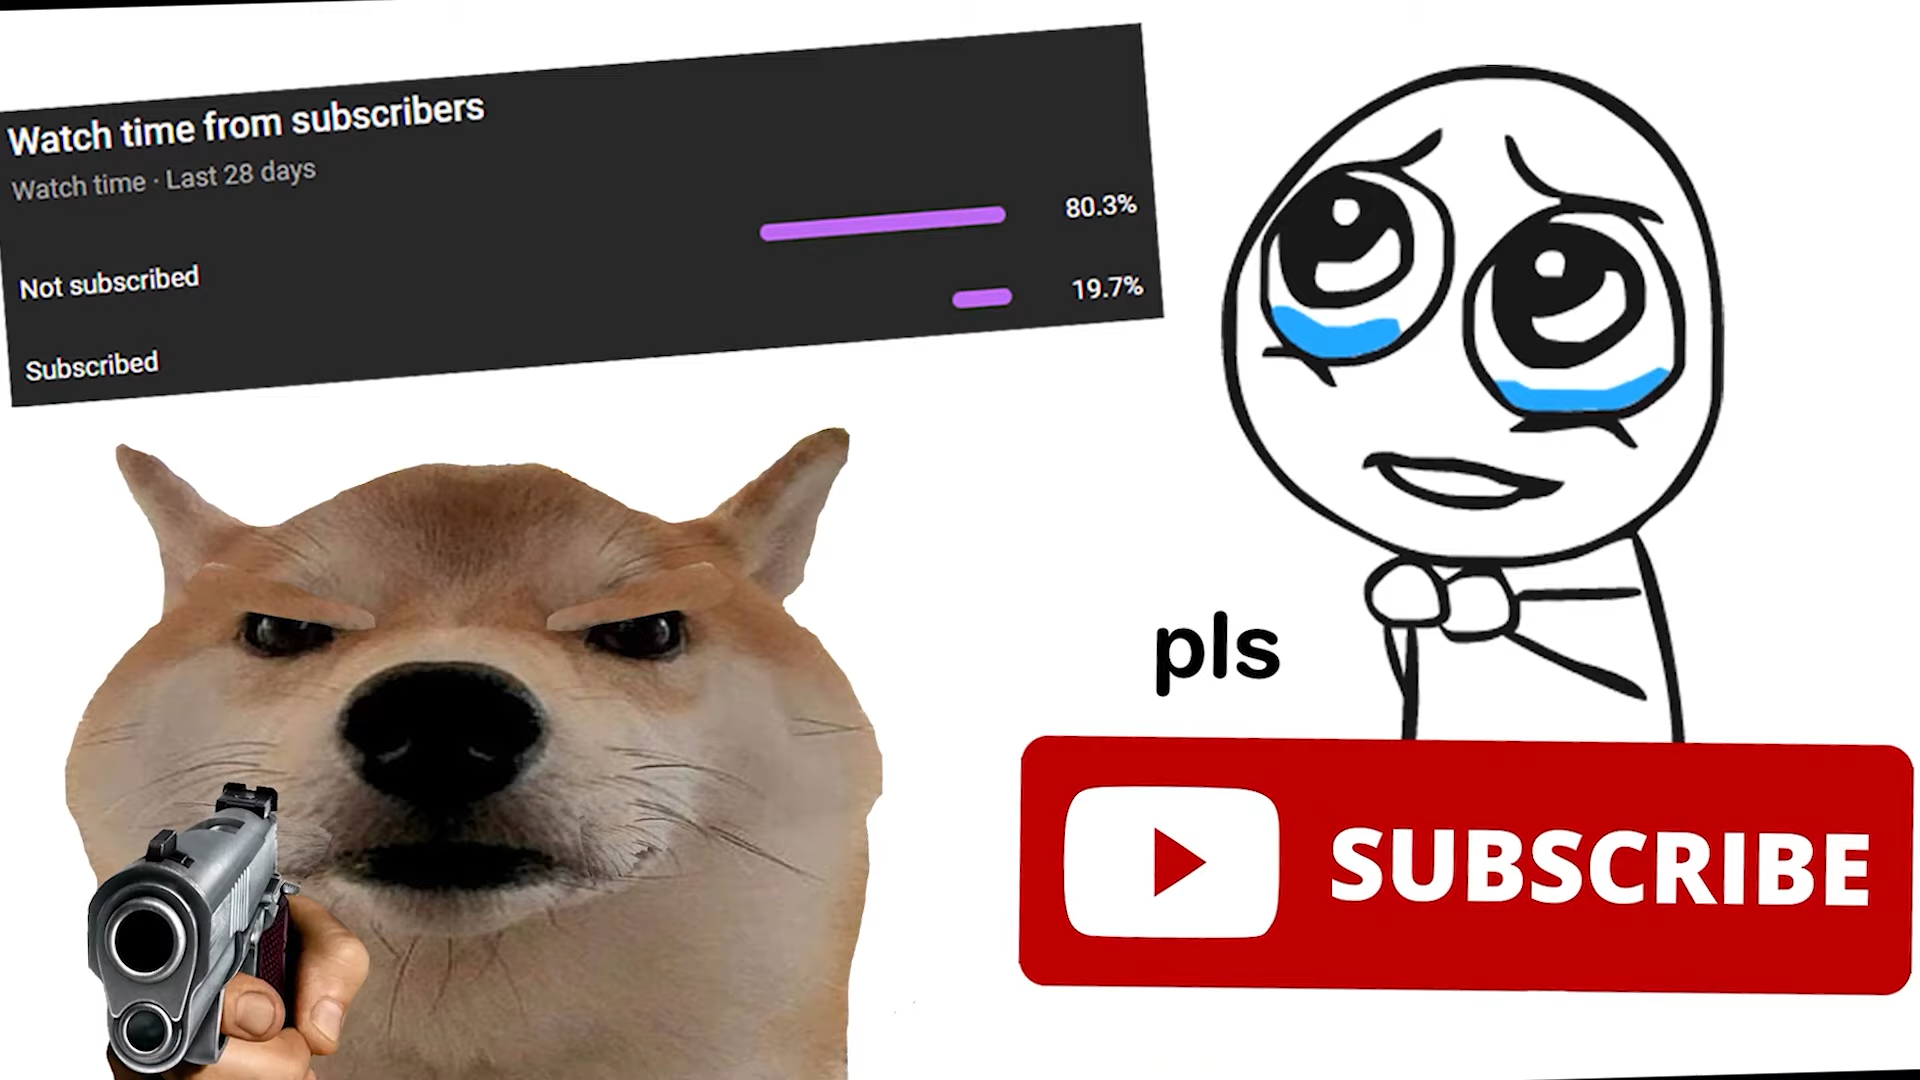 Watch time from subscribers
Watch time · Last 28 days
80.3%
Not subscribed
19.7%
Subscribed
pls
SUBSCRIBE